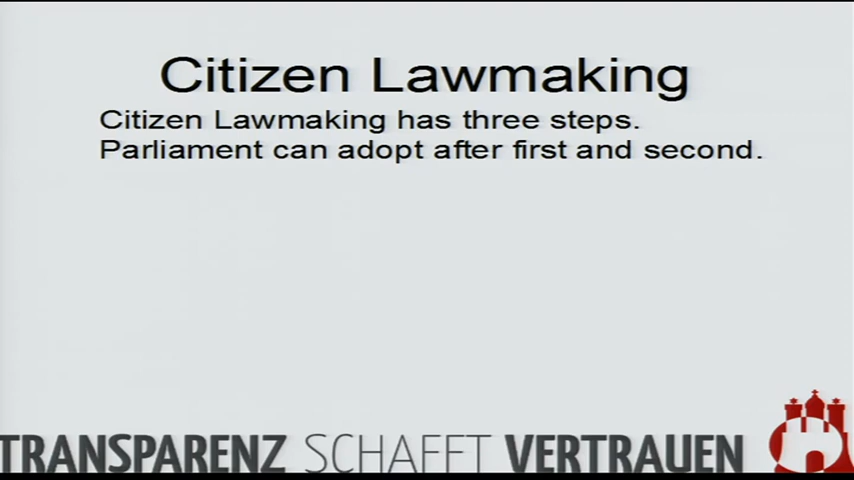 Citizen Lawmaking
Citizen Lawmaking has three steps.
Parliament can adopt after first and second.
TRANSPARENZ SCHAFFT VERTRAUEN